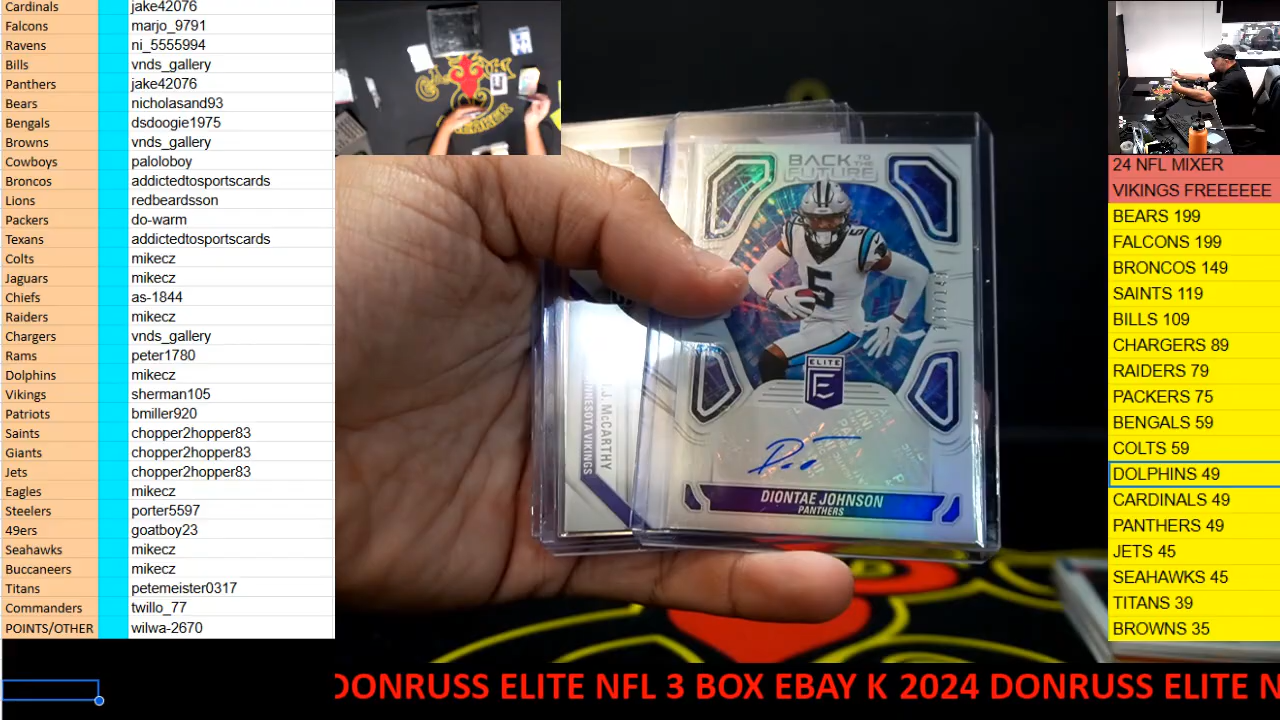 Cardinals jake42076
Falcons marjo_9791
Ravens ni_5555994
Bills vnds_gallery
Panthers jake42076
Bears nicholasand93
Bengals dsdoogie1975
Browns vnds_gallery
Cowboys paloloboy
Broncos addictedtosportscards
Lions redbeardsson
Packers do-warm
Texans addictedtosportscards
Colts mikecz
Jaguars mikecz
Chiefs as-1844
Raiders mikecz
Chargers vnds_gallery
Rams peter1780
Dolphins mikecz
Vikings sherman105
Patriots bmiller920
Saints chopper2hopper83
Giants chopper2hopper83
Jets chopper2hopper83
Eagles mikecz
Steelers porter5597
49ers goatboy23
Seahawks mikecz
Buccaneers mikecz
Titans petemeister0317
Commanders twillo_77
POINTS/OTHER wilwa-2670
BACK TO THE
FUTURE
5
ELITE
E
DIONTAE JOHNSON
PANTHERS
J.J. McCARTHY
MINNESOTA VIKINGS
24 NFL MIXER
VIKINGS FREEEEEE
BEARS 199
FALCONS 199
BRONCOS 149
SAINTS 119
BILLS 109
CHARGERS 89
RAIDERS 79
PACKERS 75
BENGALS 59
COLTS 59
DOLPHINS 49
CARDINALS 49
PANTHERS 49
JETS 45
SEAHAWKS 45
TITANS 39
BROWNS 35
DONRUSS ELITE NFL 3 BOX EBAY K 2024 DONRUSS ELITE N